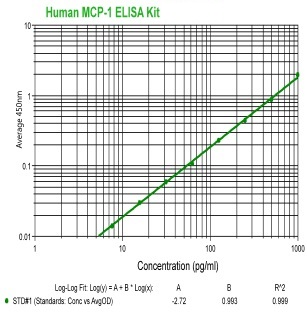 Human MCP-1 ELISA Kit
10
1
0.1
0.01
Average 450nm
1 10 100 1000
Concentration (pg/ml)
Log-Log Fit: Log(y) = A + B * Log(x): A B R^2
STD#1 (Standards: Conc vs AvgOD) -2.72 0.993 0.999